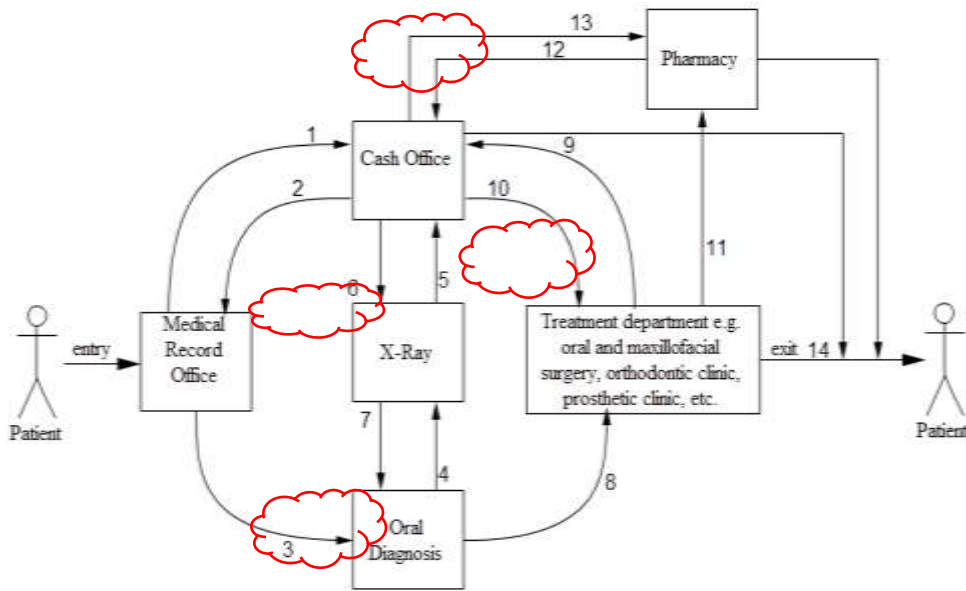 13
12
Pharmacy
1
Cash Office
9
2
10
11
6
5
Medical
Record
Office
X-Ray
Treatment department e.g.
oral and maxillofacial
surgery, orthodontic clinic,
prosthetic clinic, etc.
entry
exit 14
Patient
Patient
7
4
8
3
Oral
Diagnosis